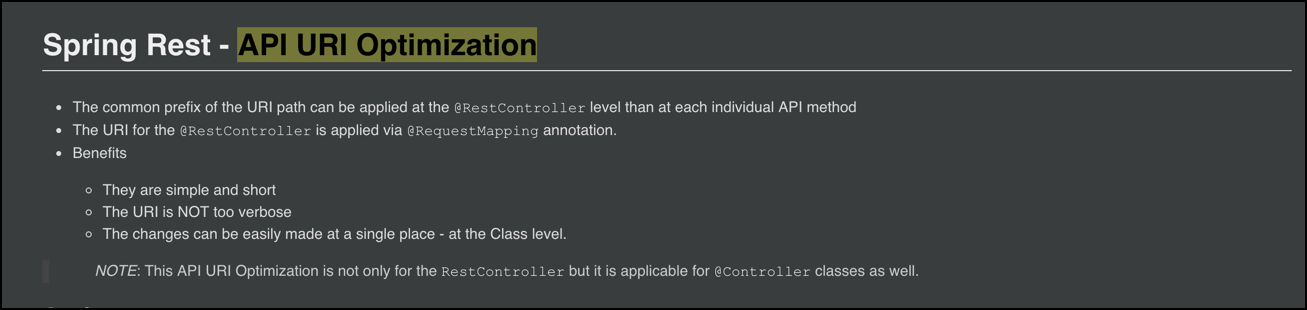 Spring Rest - API URI Optimization
The common prefix of the URI path can be applied at the @RestController level than at each individual API method
The URI for the @RestController is applied via @RequestMapping annotation.
Benefits
They are simple and short
The URI is NOT too verbose
The changes can be easily made at a single place - at the Class level.
NOTE: This API URI Optimization is not only for the RestController but it is applicable for @Controller classes as well.